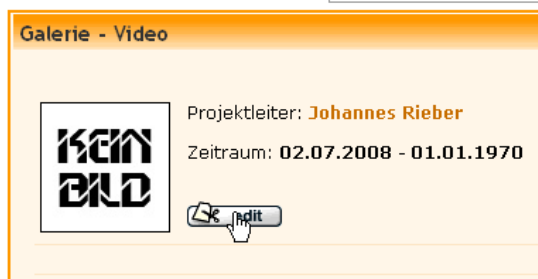 Galerie - Video
KEIN
BILD
Projektleiter: Johannes Rieber
Zeitraum: 02.07.2008 - 01.01.1970
edit